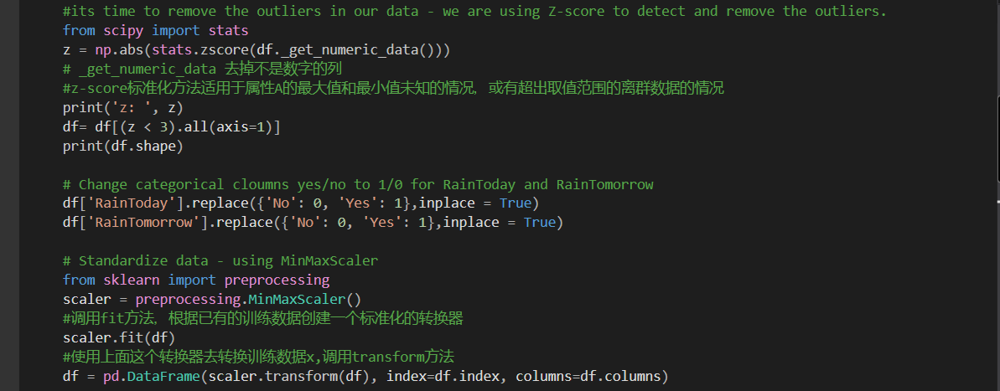 #its time to remove the outliers in our data - we are using Z-score to detect and remove the outliers.
from scipy import stats
z = np.abs(stats.zscore(df._get_numeric_data()))
# _get_numeric_data 去掉不是数字的列
#z-score标准化方法适用于属性A的最大值和最小值未知的情况，或有超出取值范围的离群数据的情况
print('z: ', z)
df= df[(z < 3).all(axis=1)]
print(df.shape)
# Change categorical cloumns yes/no to 1/0 for RainToday and RainTomorrow
df['RainToday'].replace({'No': 0, 'Yes': 1},inplace = True)
df['RainTomorrow'].replace({'No': 0, 'Yes': 1},inplace = True)
# Standardize data - using MinMaxScaler
from sklearn import preprocessing
scaler = preprocessing.MinMaxScaler()
#调用fit方法，根据已有的训练数据创建一个标准化的转换器
scaler.fit(df)
#使用上面这个转换器去转换训练数据x,调用transform方法
df = pd.DataFrame(scaler.transform(df), index=df.index, columns=df.columns)